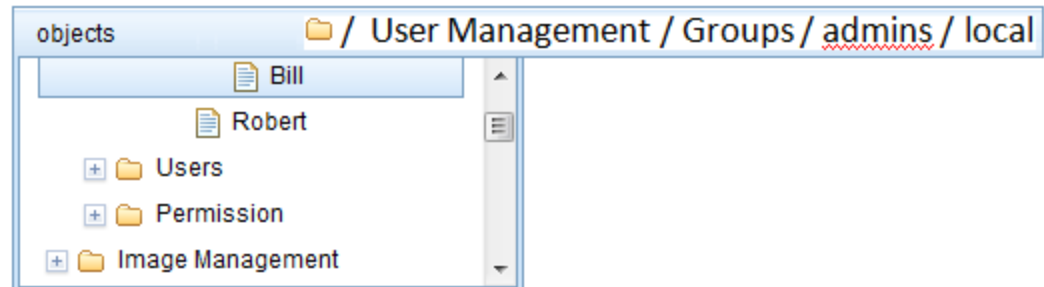 objects / User Management / Groups / admins / local
Bill
Robert
Users
Permission
Image Management